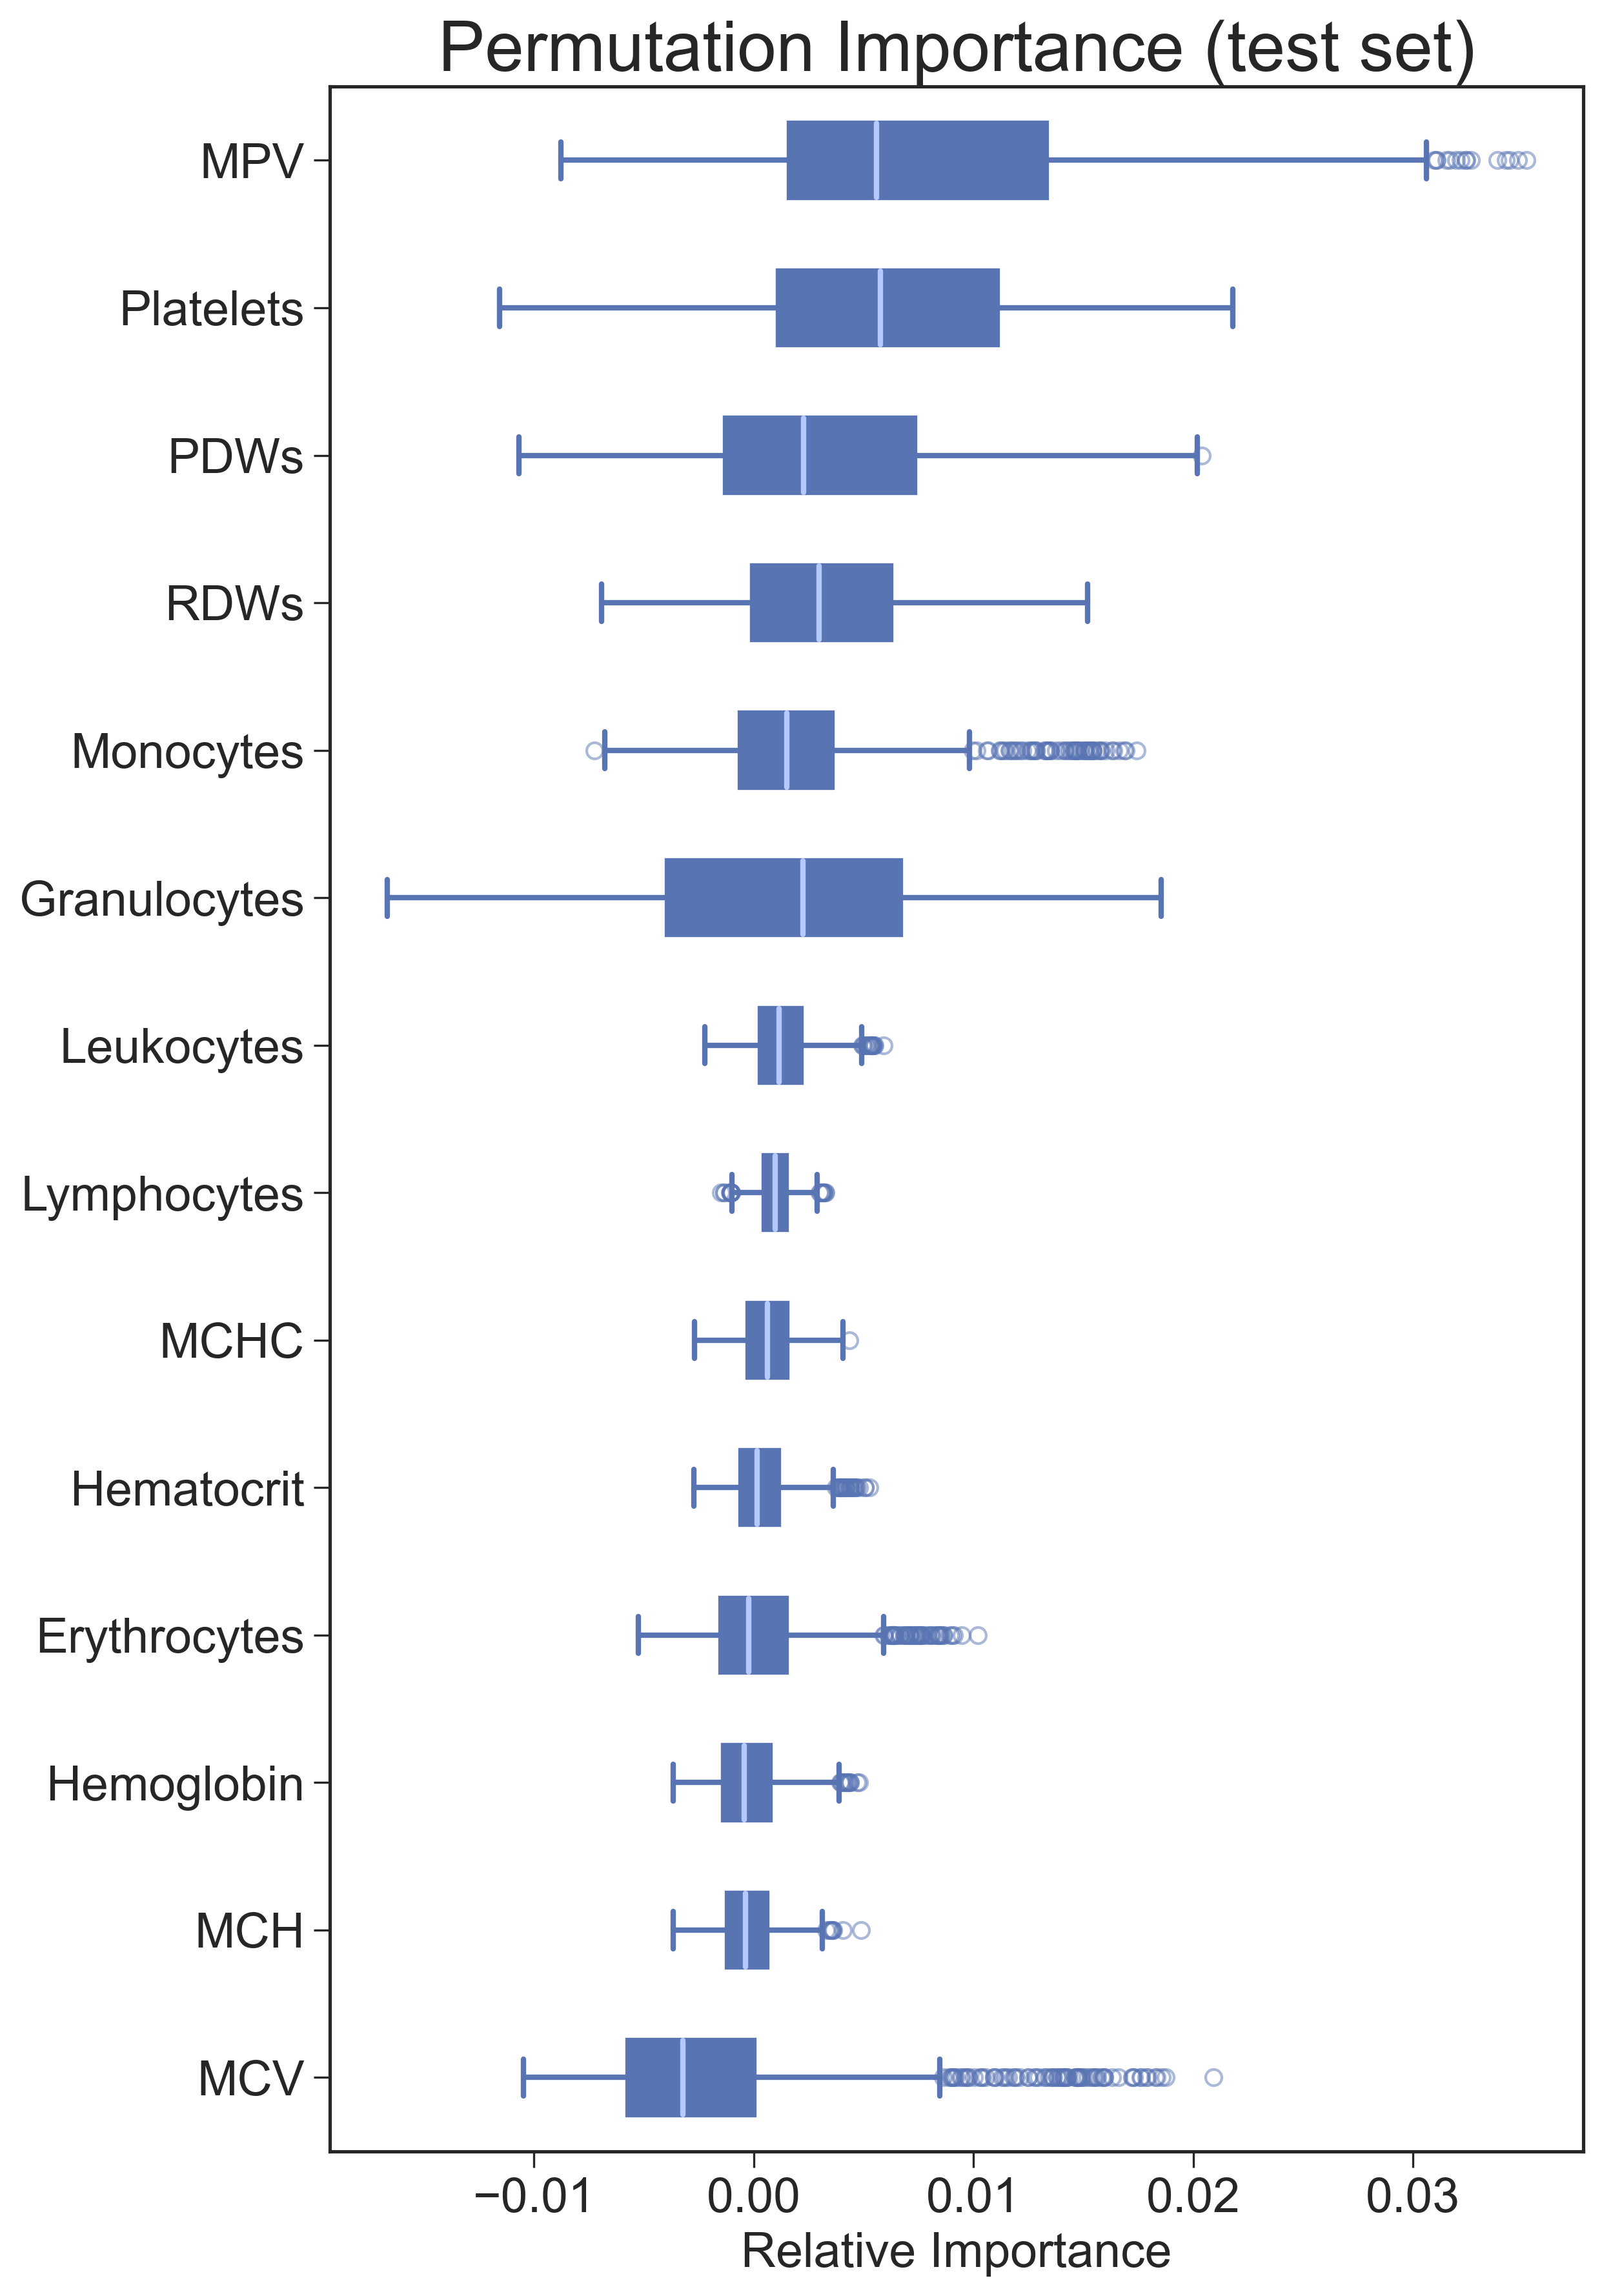 Permutation Importance (test set)
MPV
Platelets
PDWs
RDWs
Monocytes
Granulocytes
Leukocytes
Lymphocytes
MCHC
Hematocrit
Erythrocytes
Hemoglobin
MCH
MCV
−0.01 0.00 0.01 0.02 0.03
Relative Importance